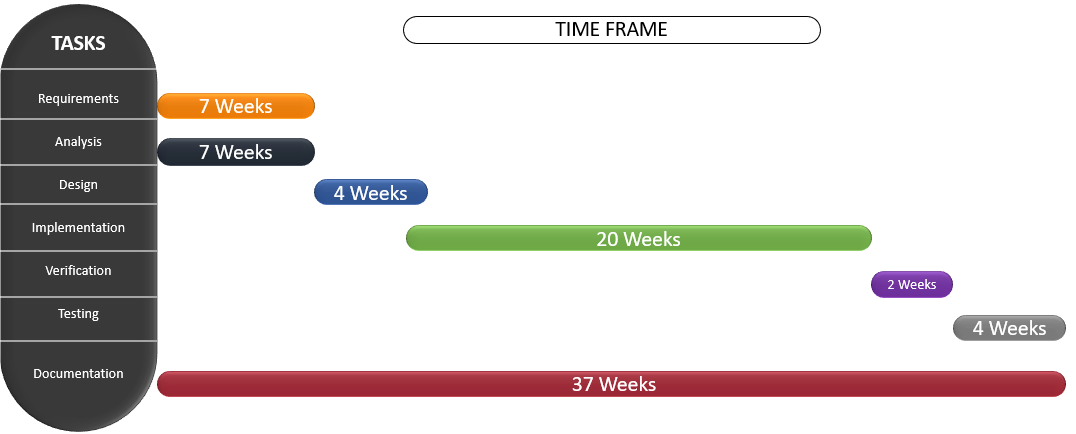 TIME FRAME
TASKS
Requirements
7 Weeks
Analysis
7 Weeks
Design
4 Weeks
Implementation
20 Weeks
Verification
2 Weeks
Testing
4 Weeks
Documentation
37 Weeks